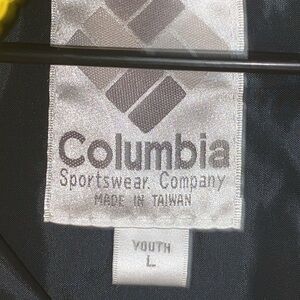 Columbia
Sportswear Company
MADE IN TAIWAN
YOUTH
L